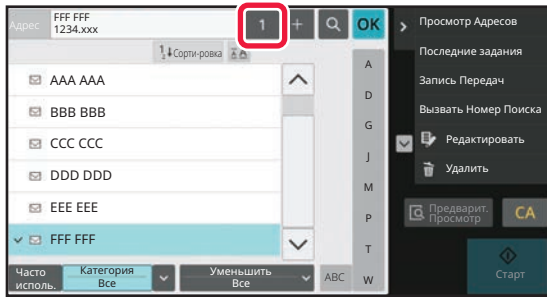 Адрес
FFF FFF
1234.xxx
1
+
OK
1
2
Сорти-ровка
AAA AAA
BBB BBB
CCC CCC
DDD DDD
EEE EEE
FFF FFF
A
D
G
J
M
P
T
W
Часто
исполь.
Категория
Все
Уменьшить
Все
ABC
Просмотр Адресов
Последние задания
Запись Передач
Вызвать Номер Поиска
Редактировать
Удалить
Предварит.
Просмотр
CA
Старт